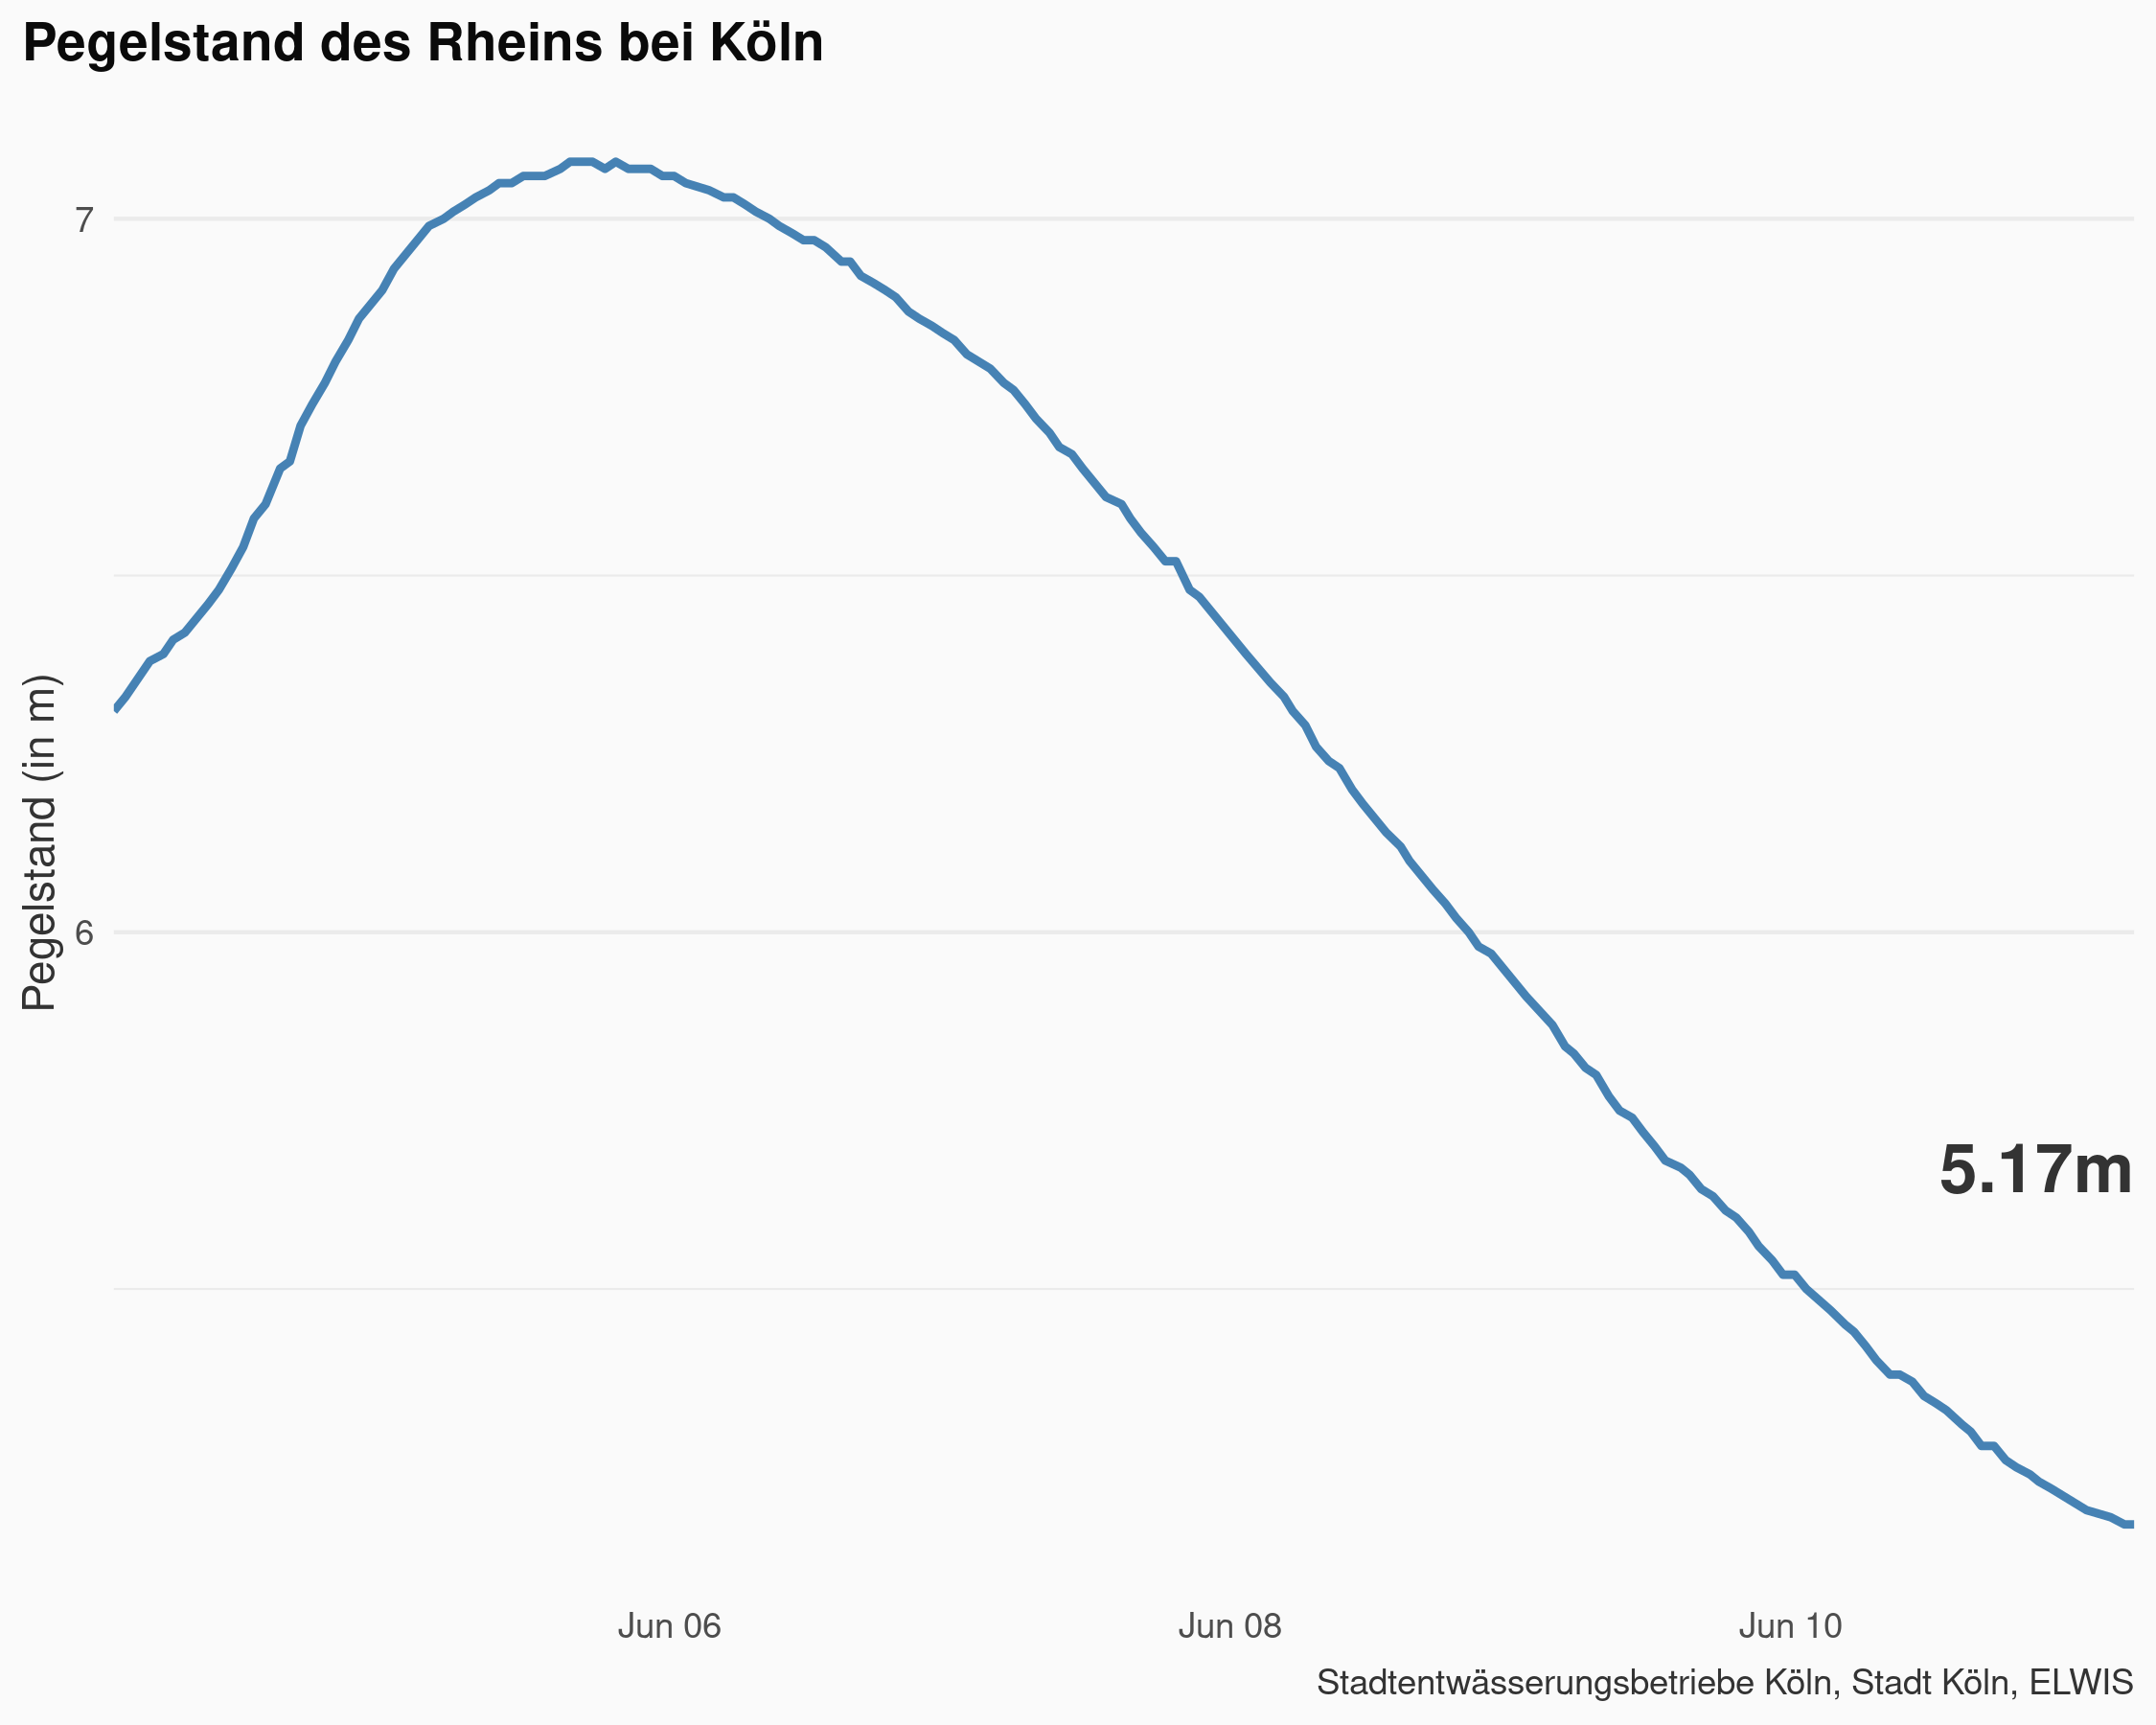 Pegelstand des Rheins bei Köln
Pegelstand (in m)
7
6
5.17m
Jun 06
Jun 08
Jun 10
Stadtentwässerungsbetriebe Köln, Stadt Köln, ELWIS